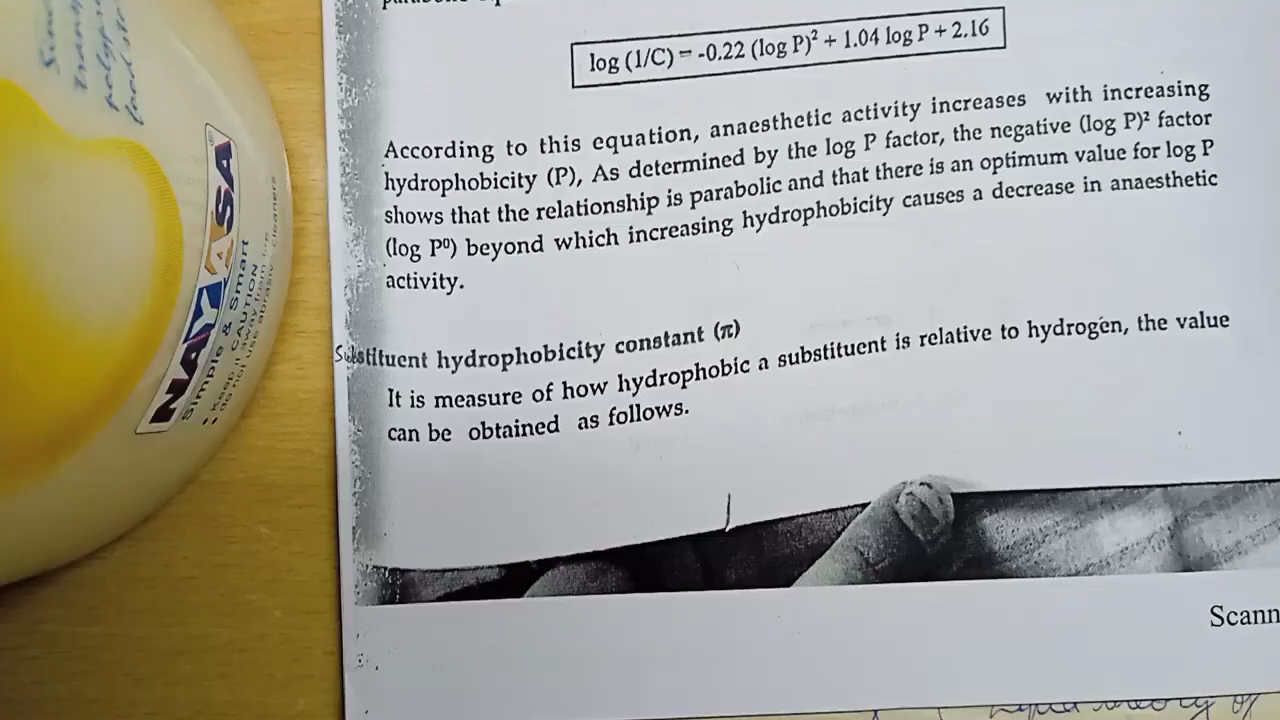 log (1/C) = -0.22 (log P)² + 1.04 log P + 2.16
According to this equation, anaesthetic activity increases with increasing
hydrophobicity (P), As determined by the log P factor, the negative (log P)² factor
shows that the relationship is parabolic and that there is an optimum value for log P
(log P⁰) beyond which increasing hydrophobicity causes a decrease in anaesthetic
activity.
Substituent hydrophobicity constant (π)
It is measure of how hydrophobic a substituent is relative to hydrogen, the value
can be obtained as follows.
Scann
NAYASA
Simple & Smart
CAUTION